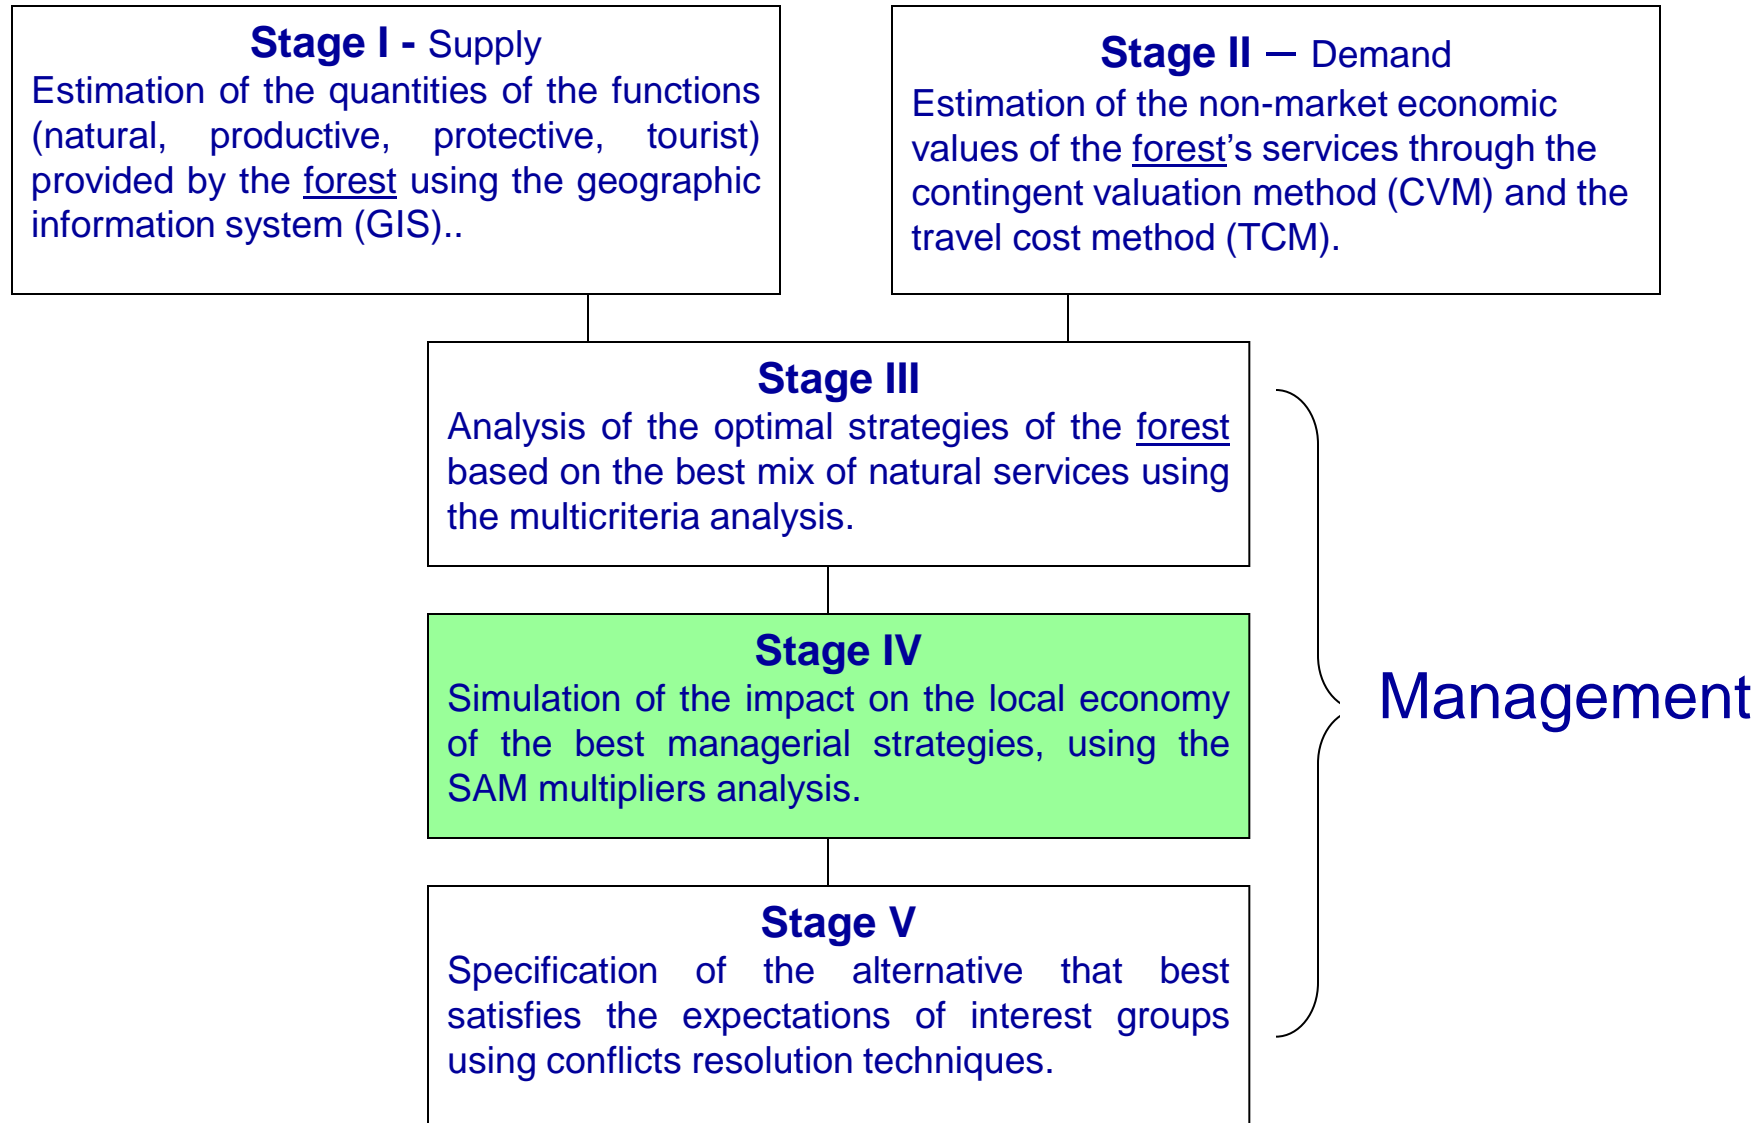 Stage I - Supply
Estimation of the quantities of the functions
(natural, productive, protective, tourist)
provided by the forest using the geographic
information system (GIS)..
Stage II – Demand
Estimation of the non-market economic
values of the forest's services through the
contingent valuation method (CVM) and the
travel cost method (TCM).
Stage III
Analysis of the optimal strategies of the forest
based on the best mix of natural services using
the multicriteria analysis.
Stage IV
Simulation of the impact on the local economy
of the best managerial strategies, using the
SAM multipliers analysis.
Management
Stage V
Specification of the alternative that best
satisfies the expectations of interest groups
using conflicts resolution techniques.